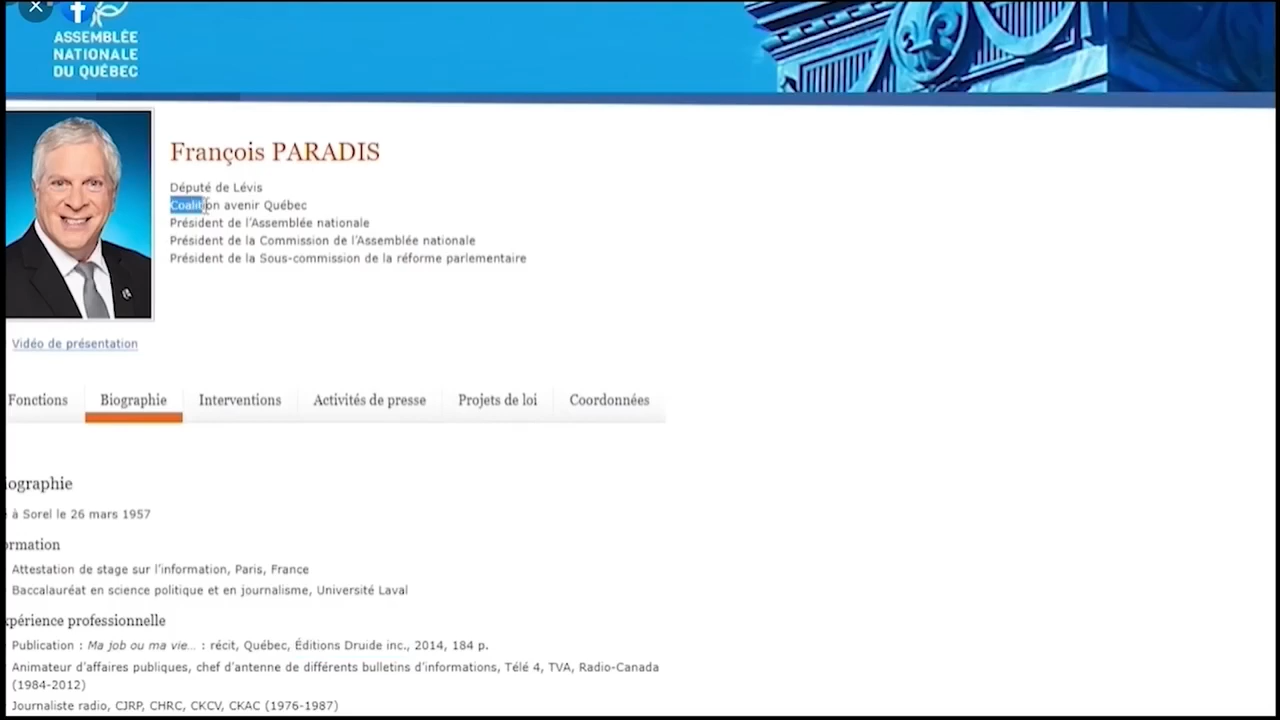 ASSEMBLÉE
NATIONALE
DU QUÉBEC
François PARADIS
Député de Lévis
Coalition avenir Québec
Président de l'Assemblée nationale
Président de la Commission de l'Assemblée nationale
Président de la Sous-commission de la réforme parlementaire
Vidéo de présentation
Fonctions Biographie Interventions Activités de presse Projets de loi Coordonnées
iographie
à Sorel le 26 mars 1957
ormation
Attestation de stage sur l'information, Paris, France
Baccalauréat en science politique et en journalisme, Université Laval
xpérience professionnelle
Publication : Ma job ou ma vie... : récit, Québec, Éditions Druide inc., 2014, 184 p.
Animateur d'affaires publiques, chef d'antenne de différents bulletins d'informations, Télé 4, TVA, Radio-Canada
(1984-2012)
Journaliste radio, CJRP, CHRC, CKCV, CKAC (1976-1987)